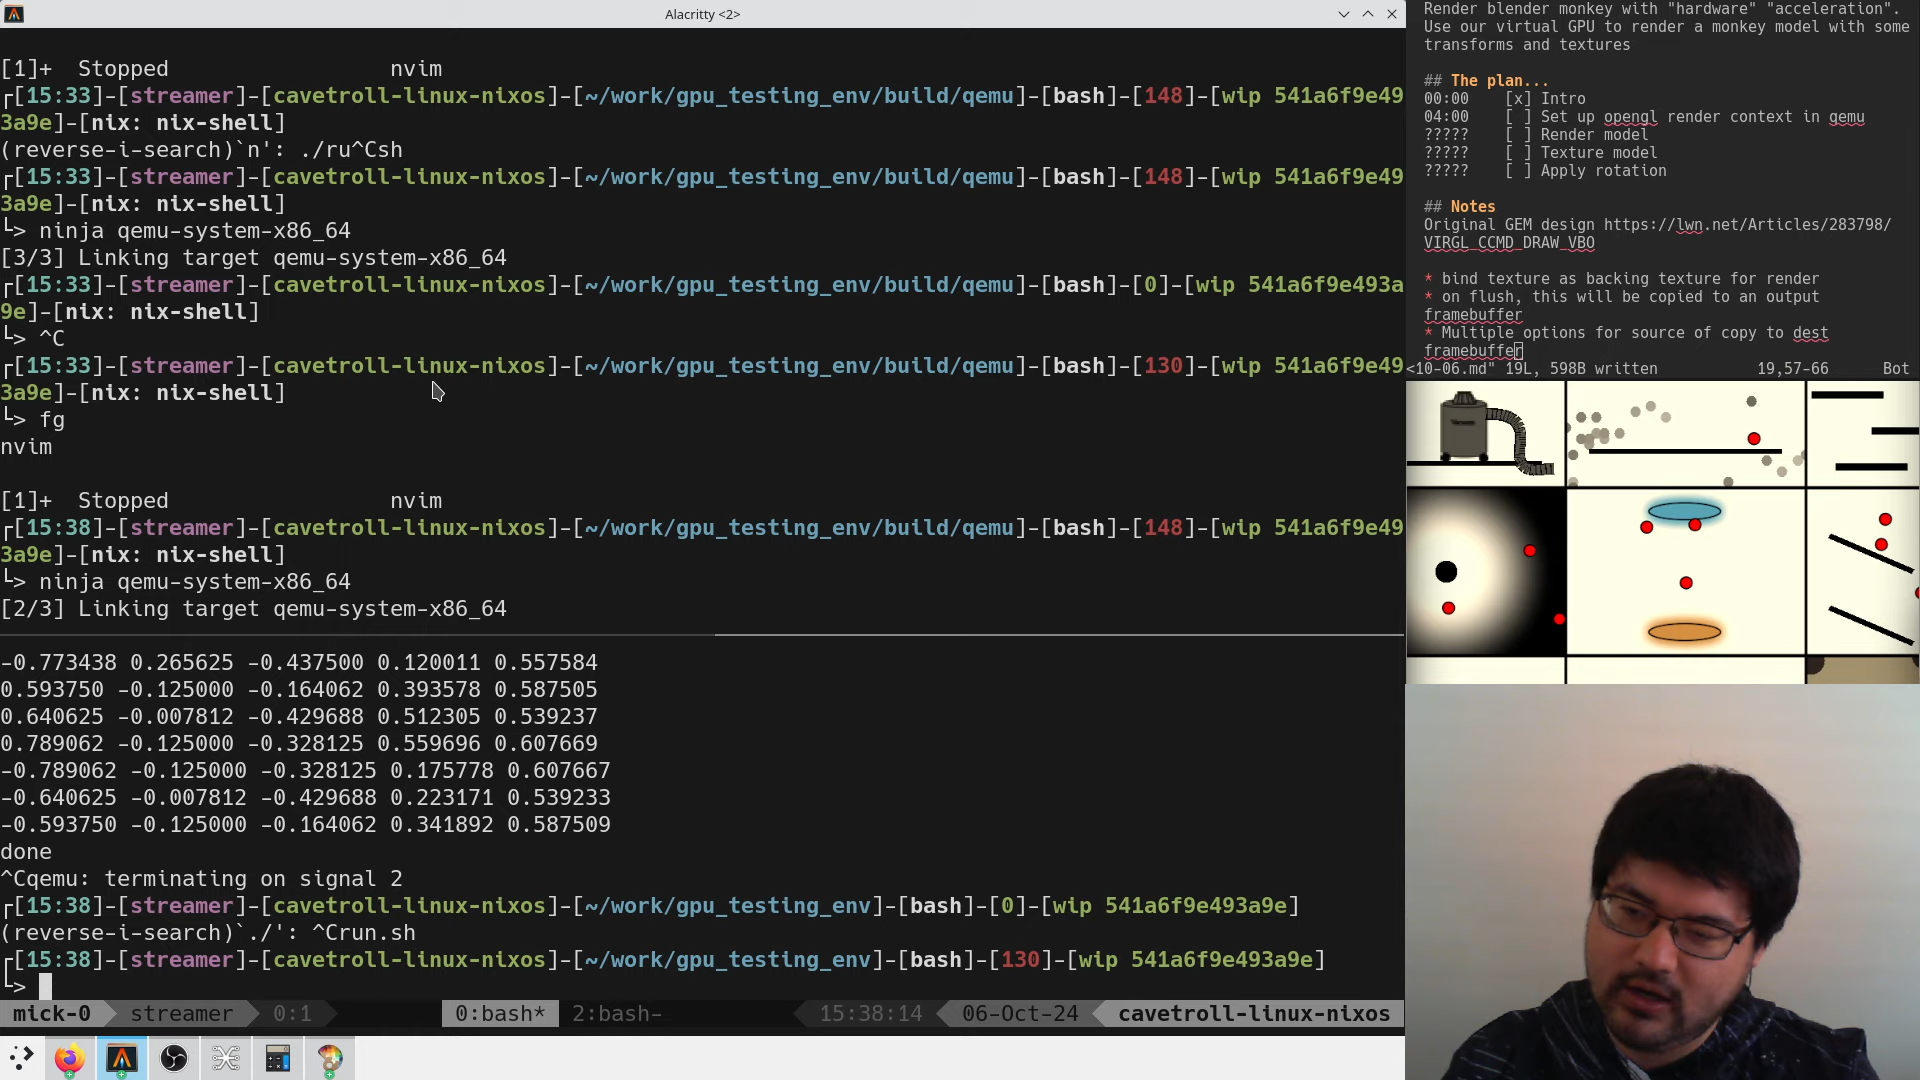 Alacritty <2>
[1]+  Stopped                 nvim
┌[15:33]-[streamer]-[cavetroll-linux-nixos]-[~/work/gpu_testing_env/build/qemu]-[bash]-[148]-[wip 541a6f9e49
3a9e]-[nix: nix-shell]
(reverse-i-search)`n': ./ru^Csh
┌[15:33]-[streamer]-[cavetroll-linux-nixos]-[~/work/gpu_testing_env/build/qemu]-[bash]-[148]-[wip 541a6f9e49
3a9e]-[nix: nix-shell]
└> ninja qemu-system-x86_64
[3/3] Linking target qemu-system-x86_64
┌[15:33]-[streamer]-[cavetroll-linux-nixos]-[~/work/gpu_testing_env/build/qemu]-[bash]-[0]-[wip 541a6f9e493a
9e]-[nix: nix-shell]
└> ^C
┌[15:33]-[streamer]-[cavetroll-linux-nixos]-[~/work/gpu_testing_env/build/qemu]-[bash]-[130]-[wip 541a6f9e49
3a9e]-[nix: nix-shell]
└> fg
nvim
[1]+  Stopped                 nvim
┌[15:38]-[streamer]-[cavetroll-linux-nixos]-[~/work/gpu_testing_env/build/qemu]-[bash]-[148]-[wip 541a6f9e49
3a9e]-[nix: nix-shell]
└> ninja qemu-system-x86_64
[2/3] Linking target qemu-system-x86_64
-0.773438 0.265625 -0.437500 0.120011 0.557584
0.593750 -0.125000 -0.164062 0.393578 0.587505
0.640625 -0.007812 -0.429688 0.512305 0.539237
0.789062 -0.125000 -0.328125 0.559696 0.607669
-0.789062 -0.125000 -0.328125 0.175778 0.607667
-0.640625 -0.007812 -0.429688 0.223171 0.539233
-0.593750 -0.125000 -0.164062 0.341892 0.587509
done
^Cqemu: terminating on signal 2
┌[15:38]-[streamer]-[cavetroll-linux-nixos]-[~/work/gpu_testing_env]-[bash]-[0]-[wip 541a6f9e493a9e]
(reverse-i-search)`./': ^Crun.sh
┌[15:38]-[streamer]-[cavetroll-linux-nixos]-[~/work/gpu_testing_env]-[bash]-[130]-[wip 541a6f9e493a9e]
└>
mick-0 streamer 0:1 0:bash* 2:bash- 15:38:14 06-Oct-24 cavetroll-linux-nixos
Render blender monkey with "hardware" "acceleration".
Use our virtual GPU to render a monkey model with some
transforms and textures
## The plan...
00:00    [x] Intro
04:00    [ ] Set up opengl render context in qemu
?????    [ ] Render model
?????    [ ] Texture model
?????    [ ] Apply rotation
## Notes
Original GEM design https://lwn.net/Articles/283798/
VIRGL_CCMD_DRAW_VBO
* bind texture as backing texture for render
* on flush, this will be copied to an output
framebuffer
* Multiple options for source of copy to dest
framebuffer
<10-06.md" 19L, 598B written 19,57-66 Bot